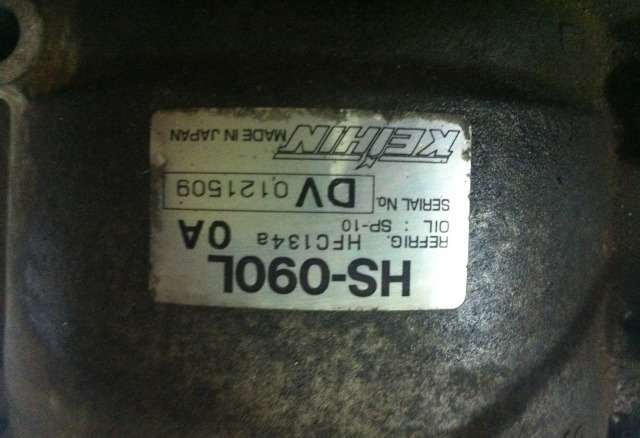 HS-090L
REFRIG. HFC134a 0A
OIL : SP-10
SERIAL No. DV 0121509
KEIHIN MADE IN JAPAN